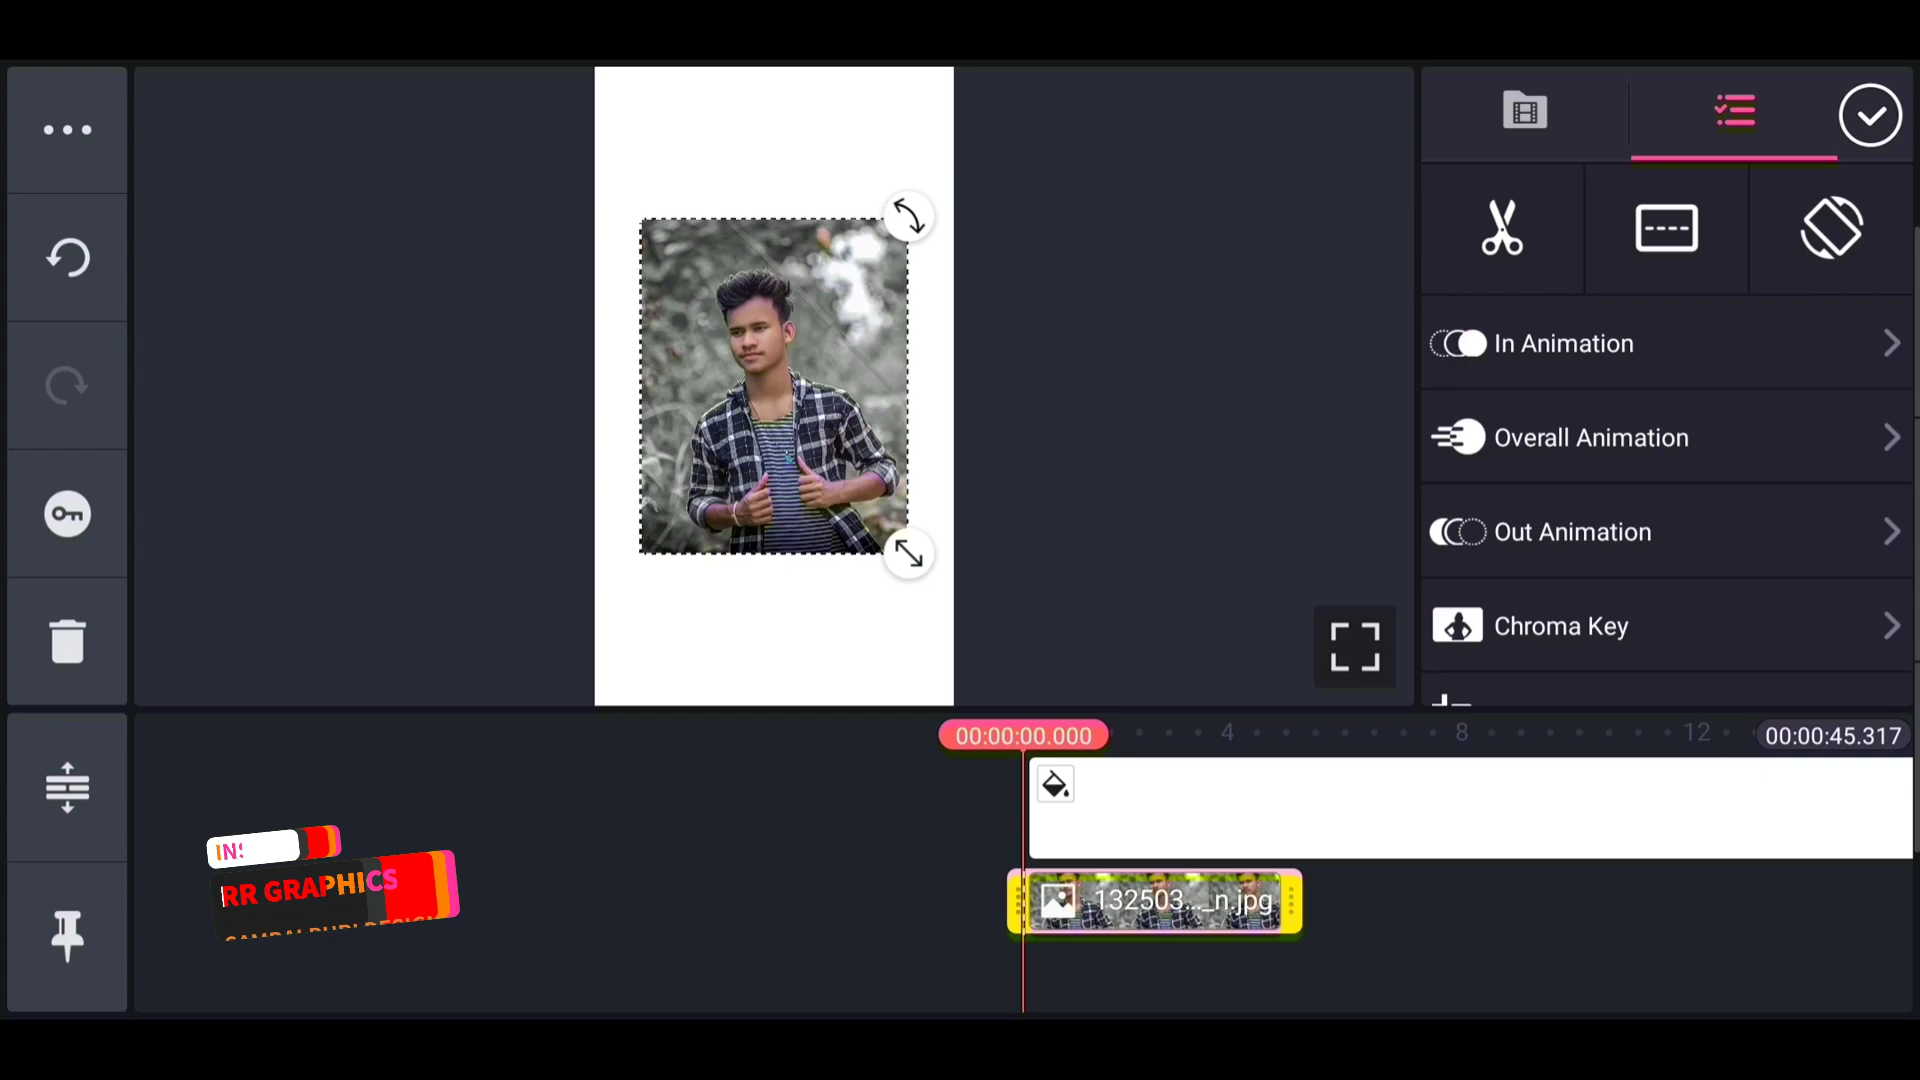 In Animation
Overall Animation
Out Animation
Chroma Key
00:00:00.000
4
8
12
00:00:45.317
132503..._n.jpg
RR GRAPHICS